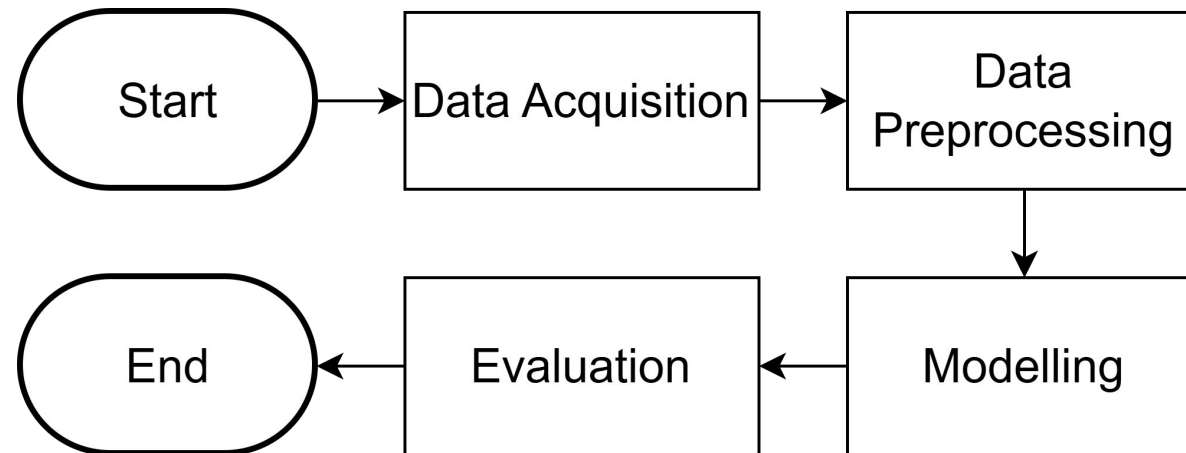 Start
Data Acquisition
Data
Preprocessing
Modelling
Evaluation
End